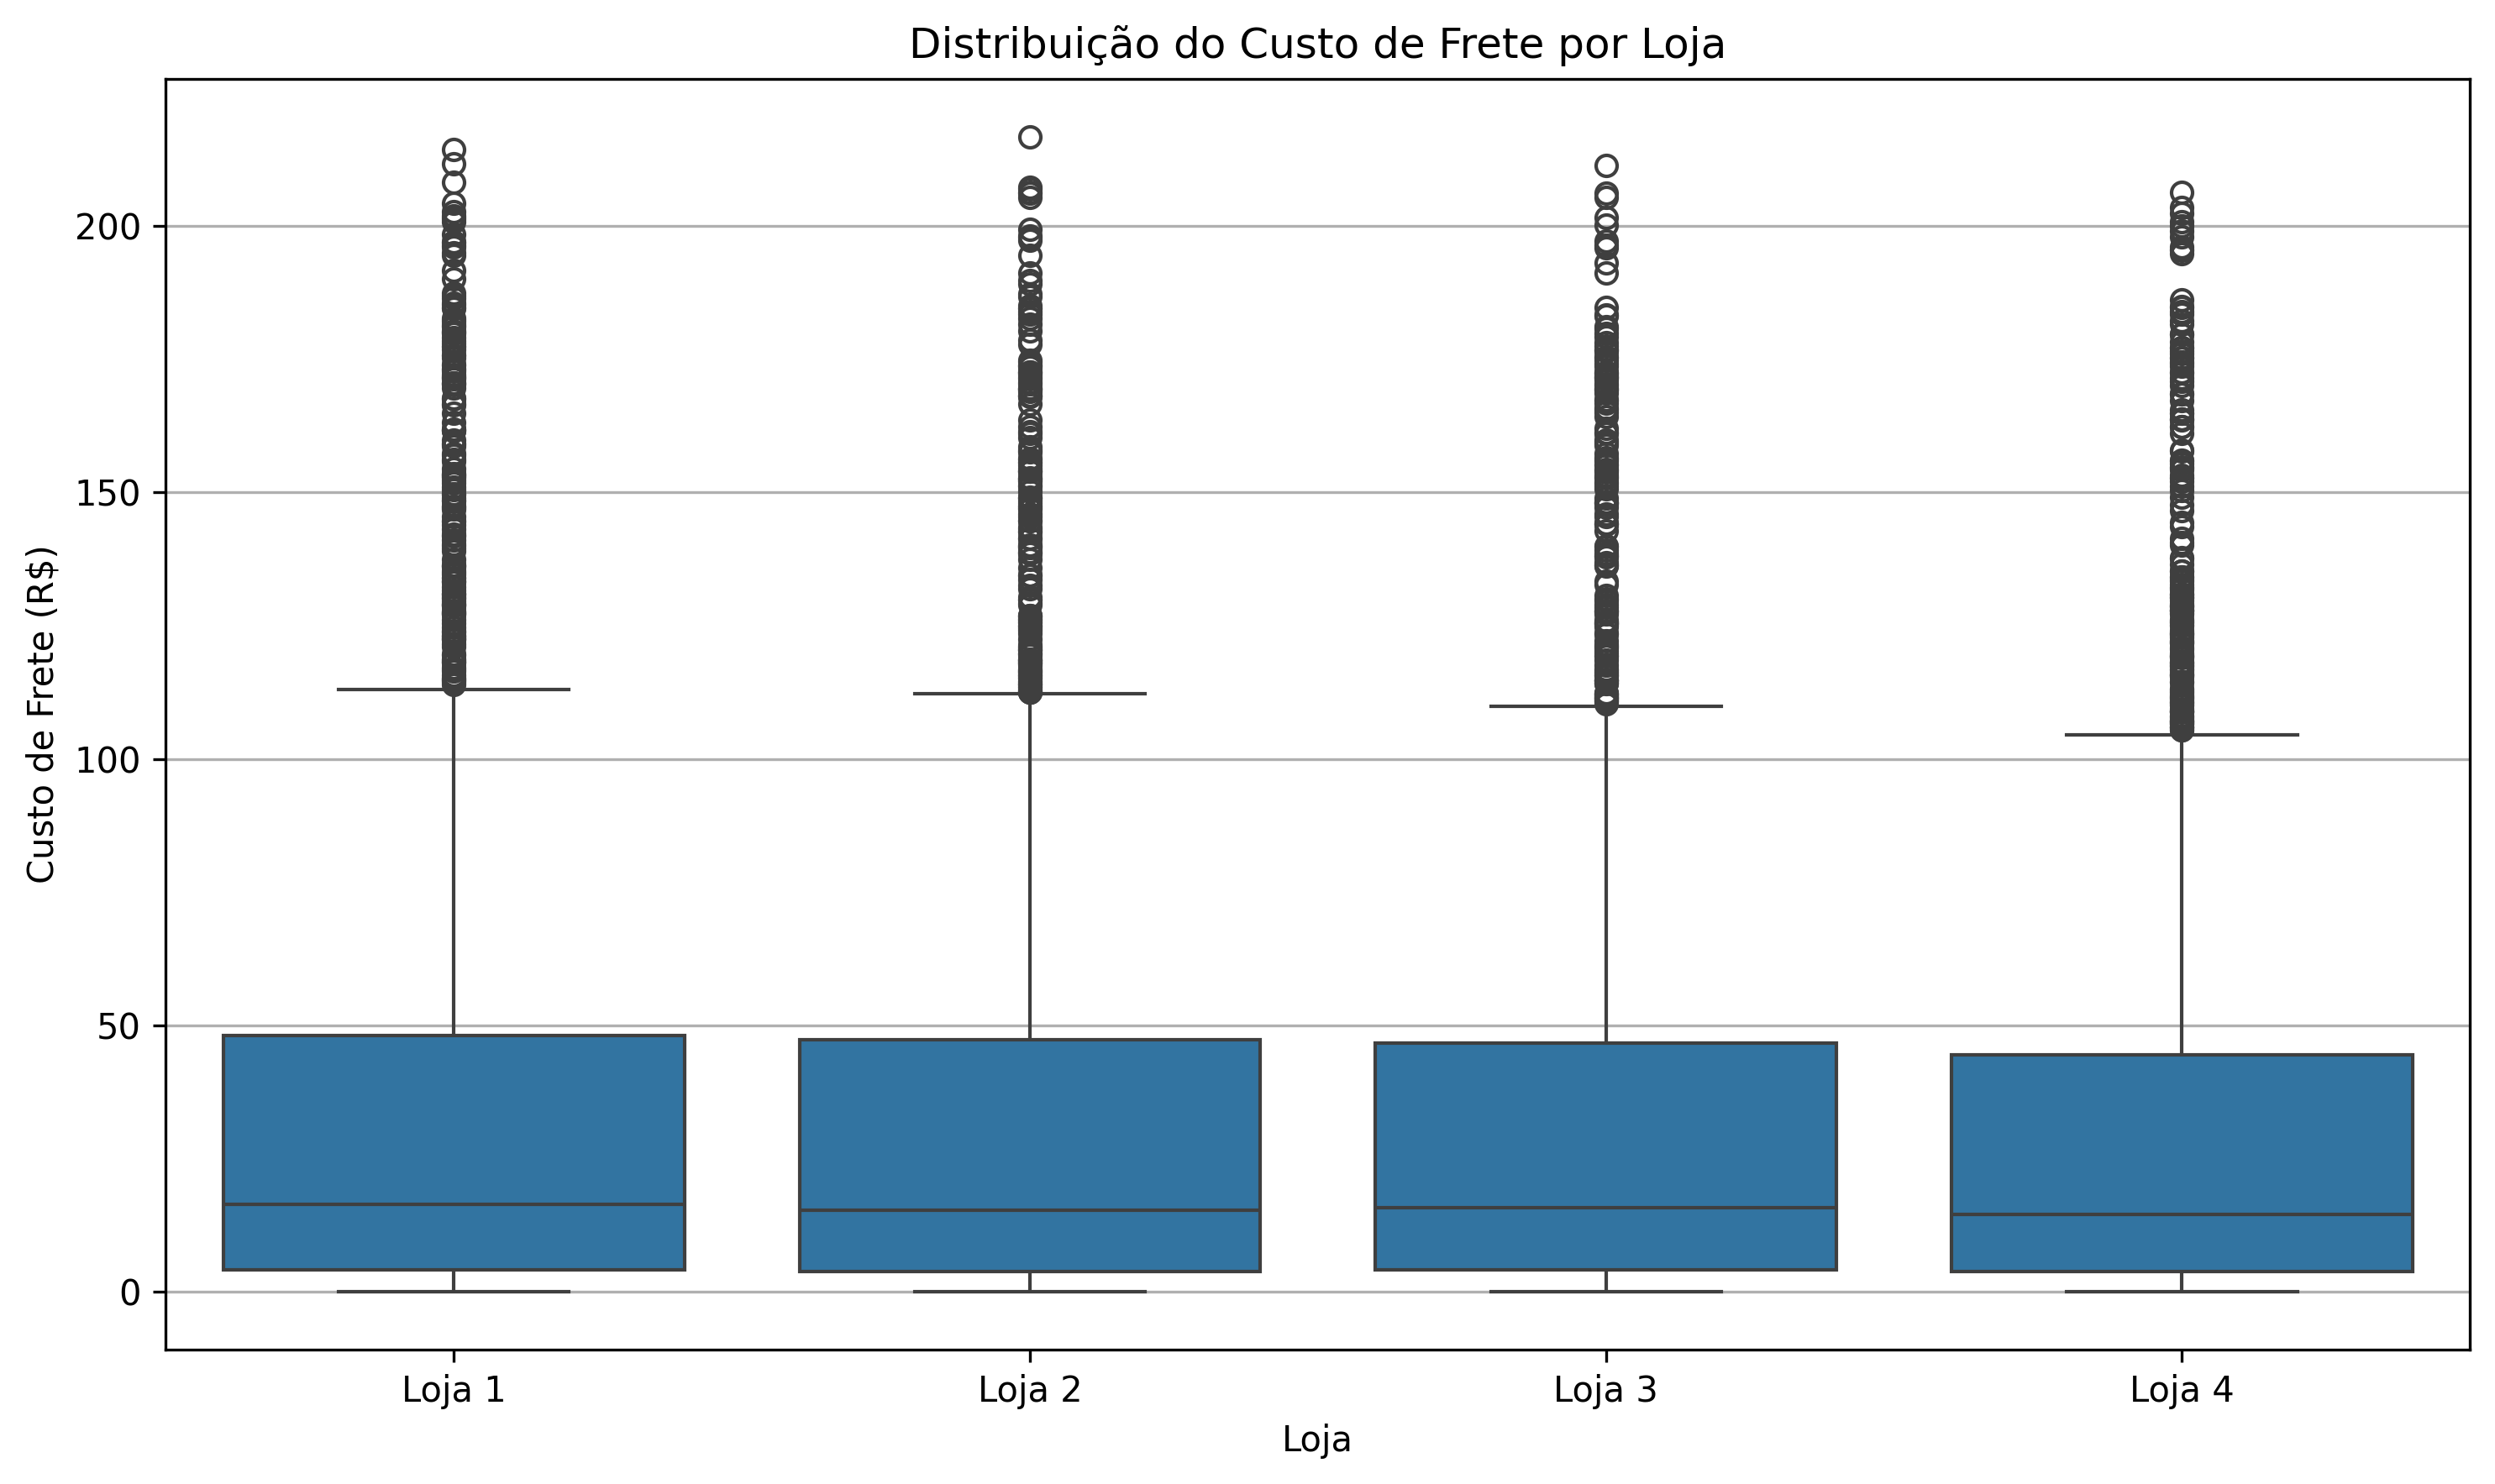 Distribuição do Custo de Frete por Loja
Custo de Frete (R$)
200
150
100
50
0
Loja 1
Loja 2
Loja 3
Loja 4
Loja